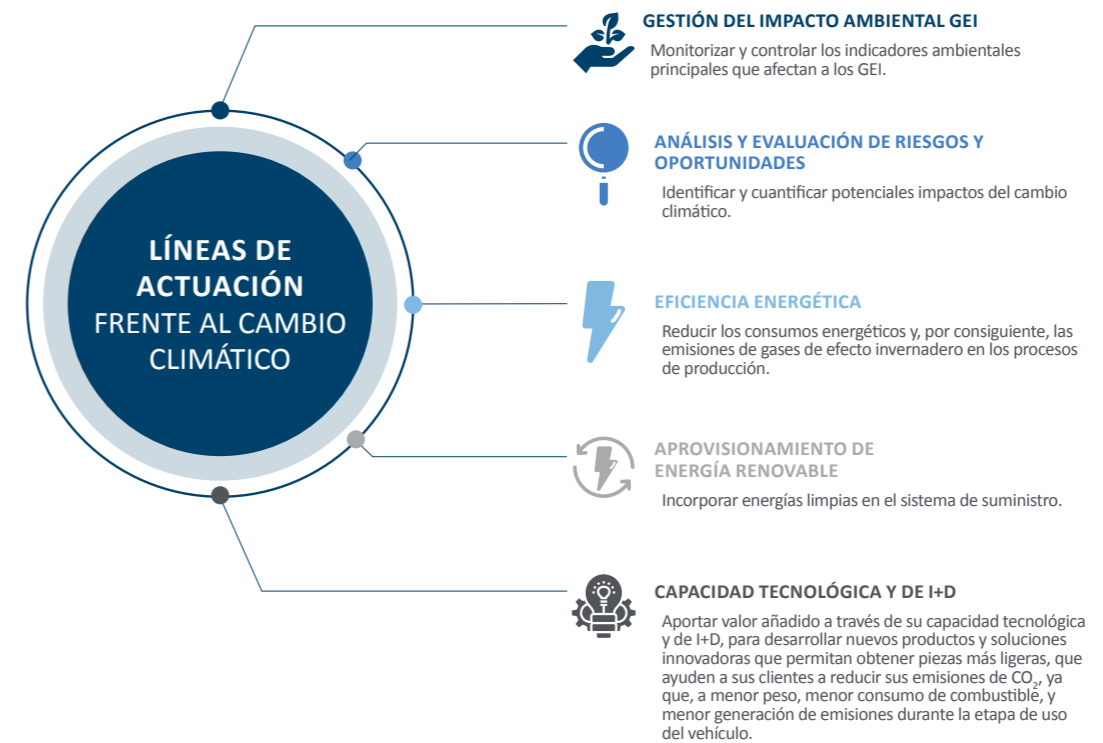 LÍNEAS DE
ACTUACIÓN
FRENTE AL CAMBIO
CLIMÁTICO
GESTIÓN DEL IMPACTO AMBIENTAL GEI
Monitorizar y controlar los indicadores ambientales
principales que afectan a los GEI.
ANÁLISIS Y EVALUACIÓN DE RIESGOS Y
OPORTUNIDADES
Identificar y cuantificar potenciales impactos del cambio
climático.
EFICIENCIA ENERGÉTICA
Reducir los consumos energéticos y, por consiguiente, las
emisiones de gases de efecto invernadero en los procesos
de producción.
APROVISIONAMIENTO DE
ENERGÍA RENOVABLE
Incorporar energías limpias en el sistema de suministro.
CAPACIDAD TECNOLÓGICA Y DE I+D
Aportar valor añadido a través de su capacidad tecnológica
y de I+D, para desarrollar nuevos productos y soluciones
innovadoras que permitan obtener piezas más ligeras, que
ayuden a sus clientes a reducir sus emisiones de CO₂, ya
que, a menor peso, menor consumo de combustible, y
menor generación de emisiones durante la etapa de uso
del vehículo.